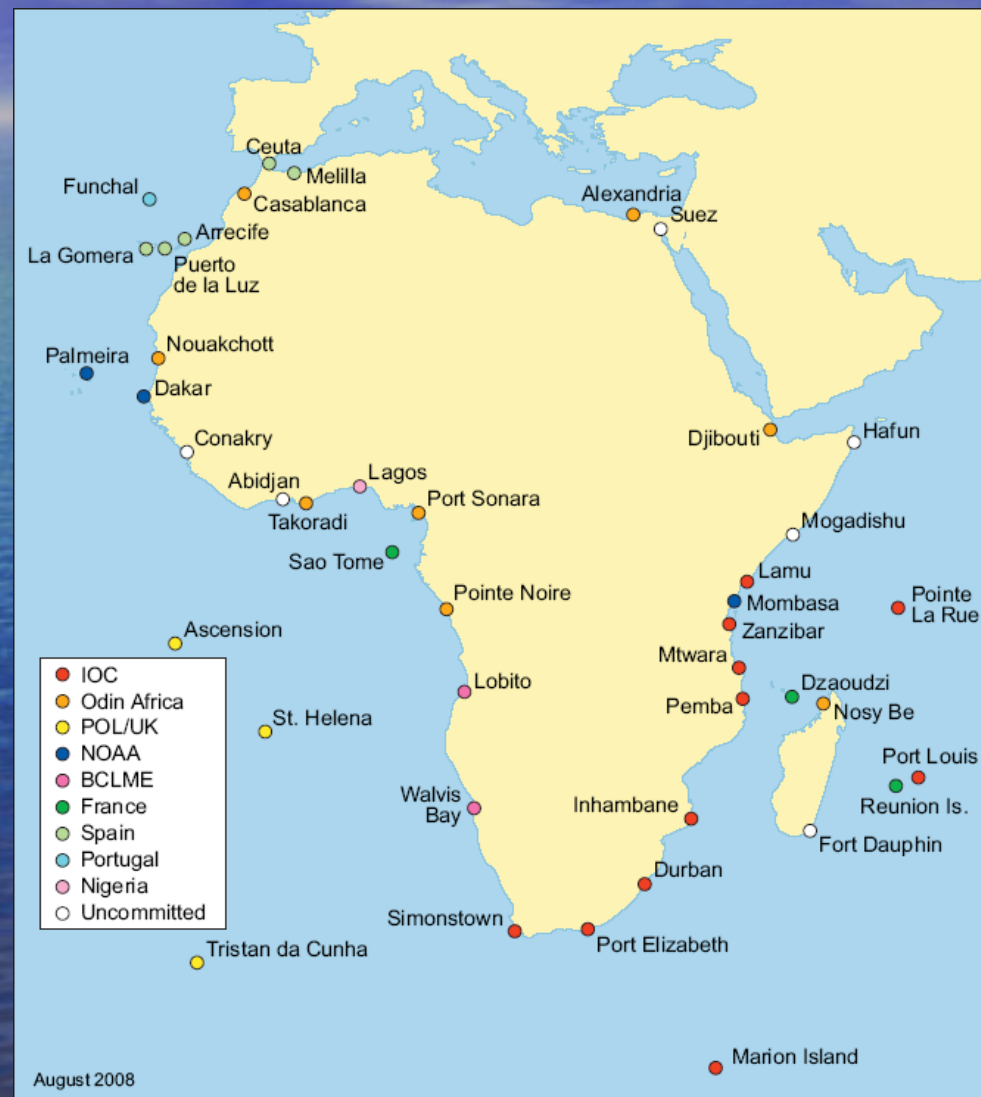 Ceuta
Melilla
Funchal
Casablanca
Alexandria
Suez
Arrecife
La Gomera
Puerto
de la Luz
Nouakchott
Palmeira
Dakar
Conakry
Djibouti
Hafun
Abidjan
Lagos
Takoradi
Port Sonara
Mogadishu
Sao Tome
Lamu
Pointe Noire
Mombasa
Pointe
La Rue
Zanzibar
Ascension
Mtwara
Lobito
Dzaoudzi
Pemba
Nosy Be
St. Helena
Port Louis
Walvis
Bay
Inhambane
Reunion Is.
Fort Dauphin
Durban
Simonstown
Port Elizabeth
Tristan da Cunha
Marion Island
IOC
Odin Africa
POL/UK
NOAA
BCLME
France
Spain
Portugal
Nigeria
Uncommitted
August 2008